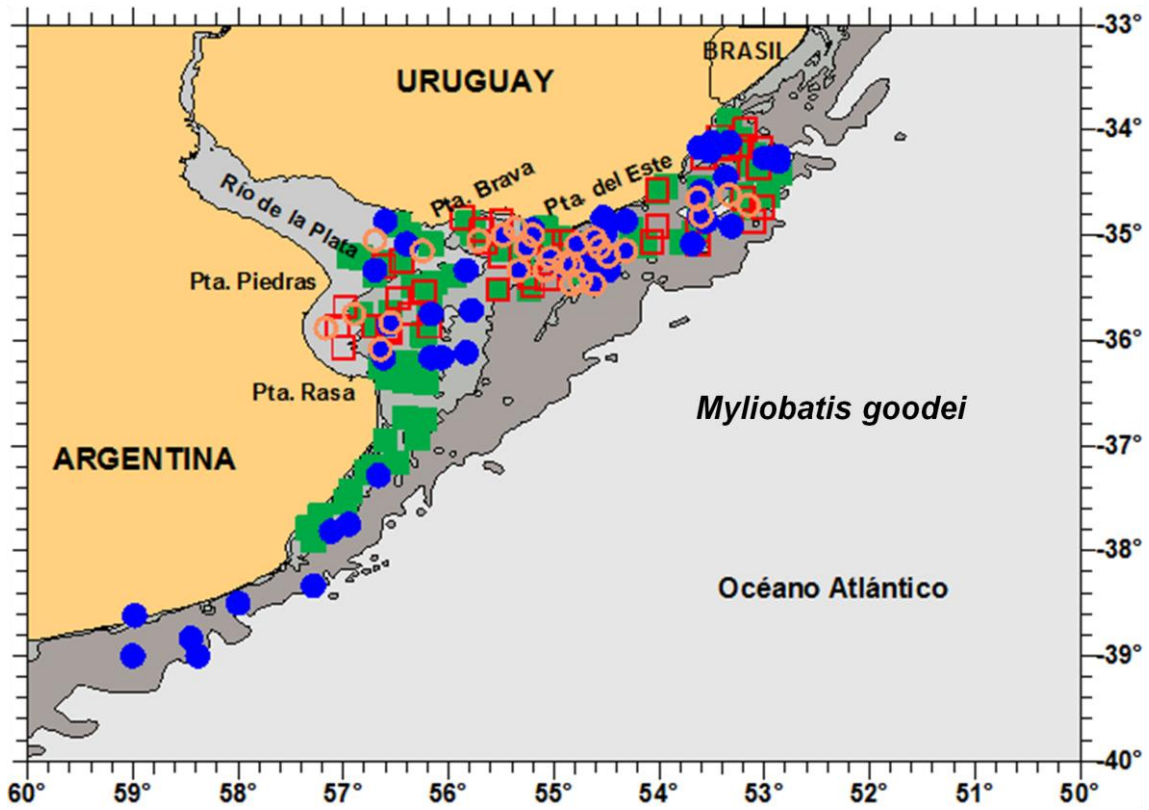 BRASIL
URUGUAY
Pta. Brava
Pta. del Este
Río de la Plata
Pta. Piedras
Pta. Rasa
Myliobatis goodei
ARGENTINA
Océano Atlántico
-33°
-34°
-35°
-36°
-37°
-38°
-39°
-40°
60° 59° 58° 57° 56° 55° 54° 53° 52° 51° 50°